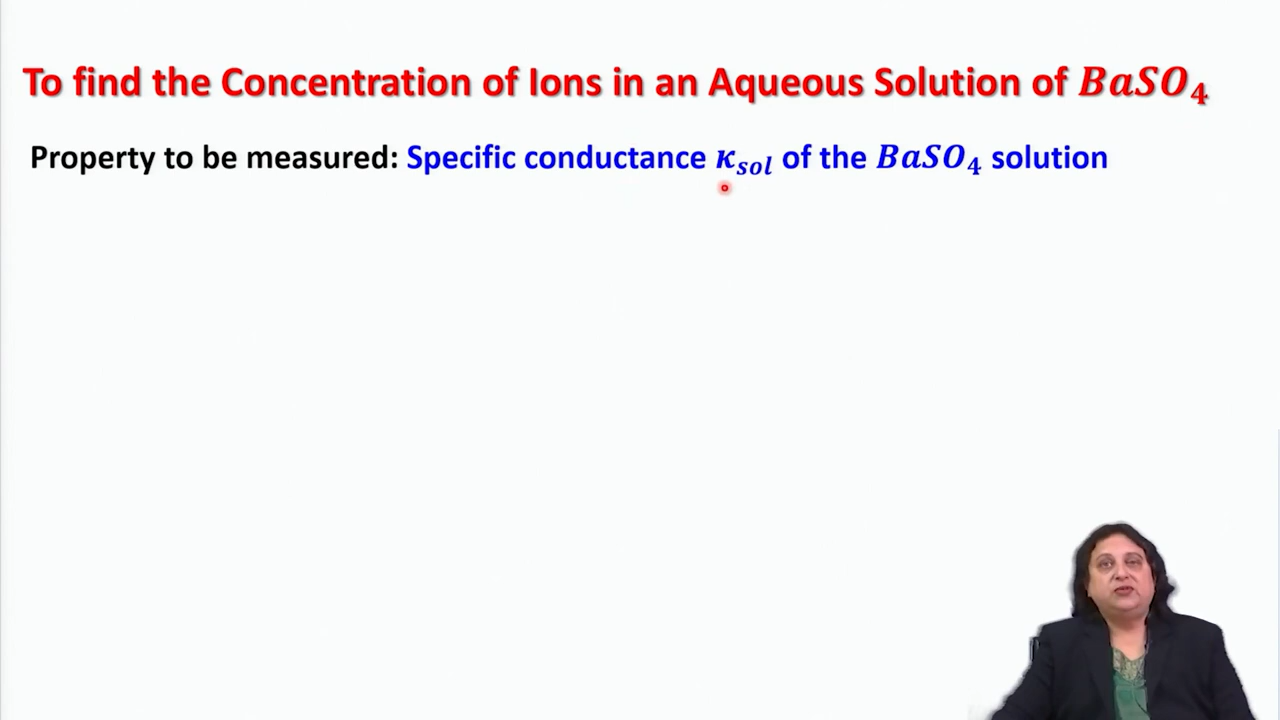 To find the Concentration of Ions in an Aqueous Solution of BaSO₄
Property to be measured: Specific conductance κ_sol of the BaSO₄ solution